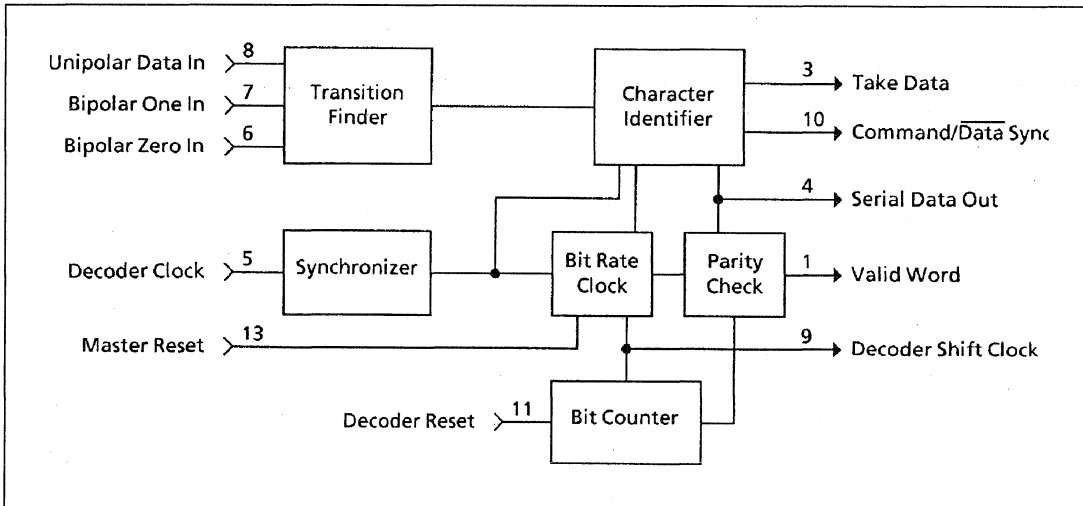 Unipolar Data In
8
Bipolar One In
7
Bipolar Zero In
6
Transition
Finder
Character
Identifier
3
Take Data
10
Command/Data Sync
4
Serial Data Out
Decoder Clock
5
Synchronizer
Bit Rate
Clock
Parity
Check
1
Valid Word
Master Reset
13
9
Decoder Shift Clock
Decoder Reset
11
Bit Counter